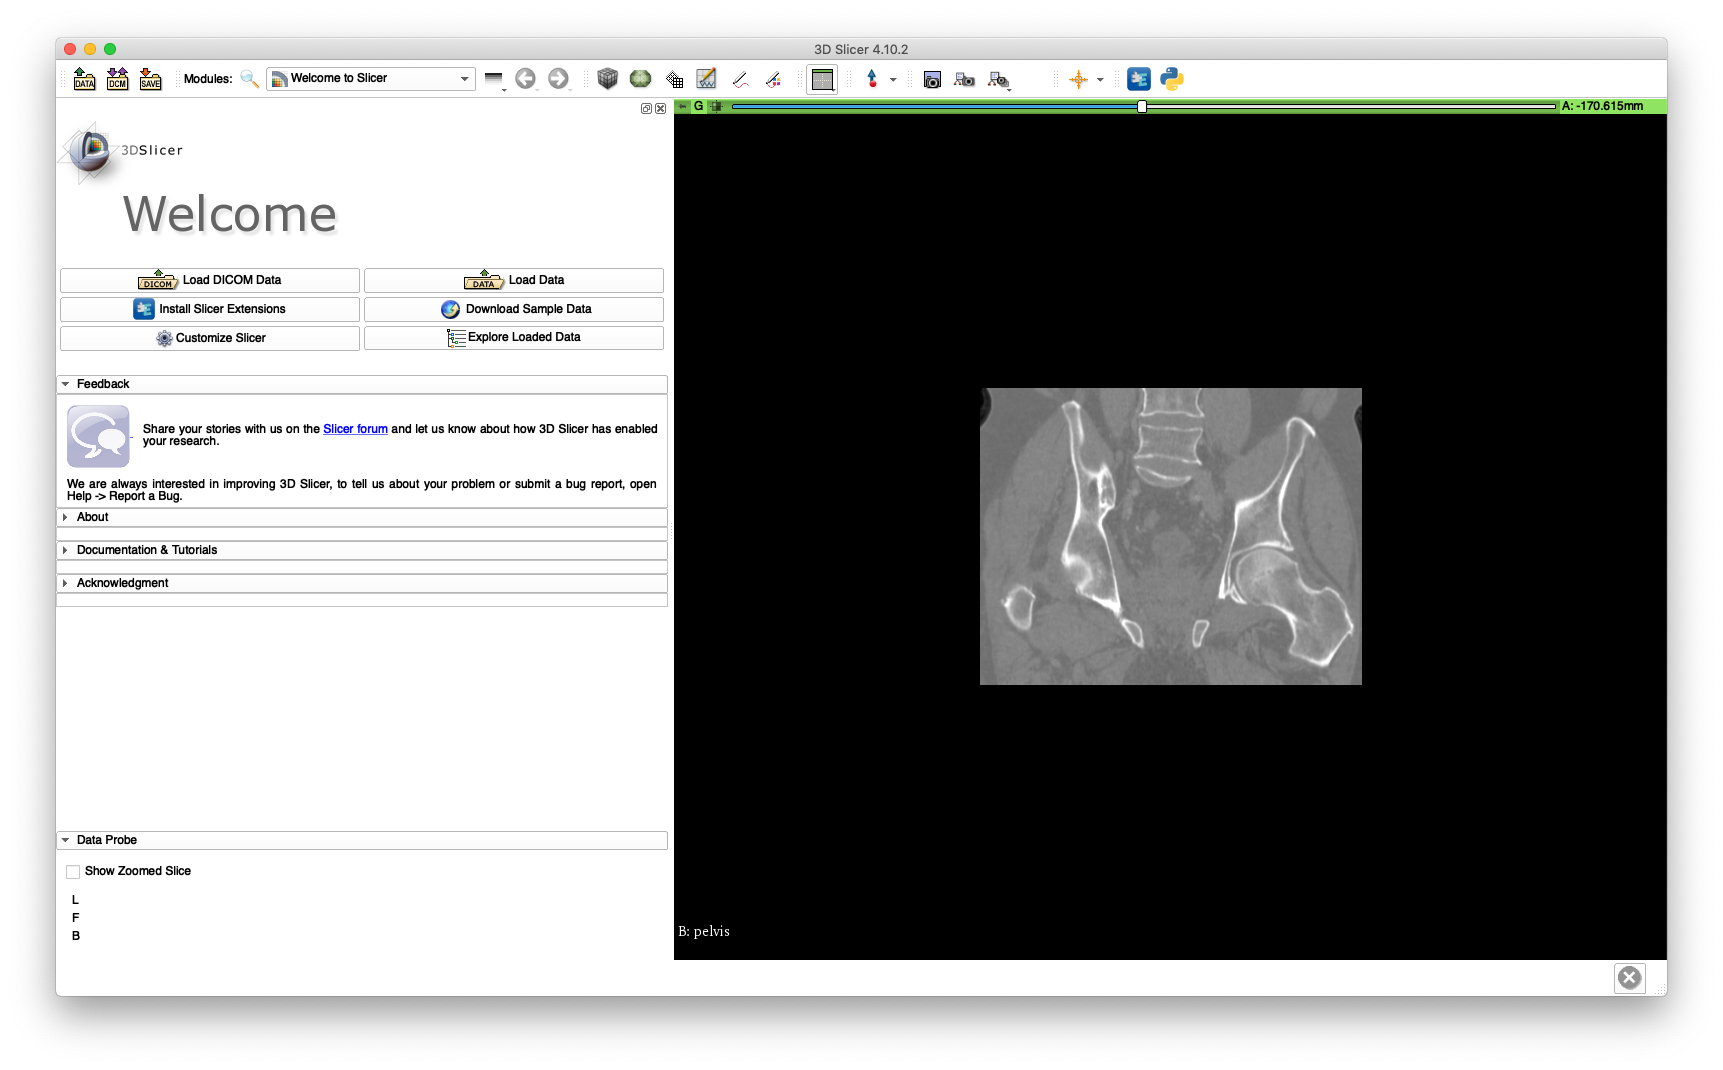 3D Slicer 4.10.2
DATA DCM SAVE Modules: Welcome to Slicer
G A: -170.615mm
3DSlicer
Welcome
DICOM Load DICOM Data DATA Load Data
Install Slicer Extensions Download Sample Data
Customize Slicer Explore Loaded Data
Feedback
Share your stories with us on the Slicer forum and let us know about how 3D Slicer has enabled
your research.
We are always interested in improving 3D Slicer, to tell us about your problem or submit a bug report, open
Help -> Report a Bug.
About
Documentation & Tutorials
Acknowledgment
Data Probe
Show Zoomed Slice
L
F
B
B: pelvis